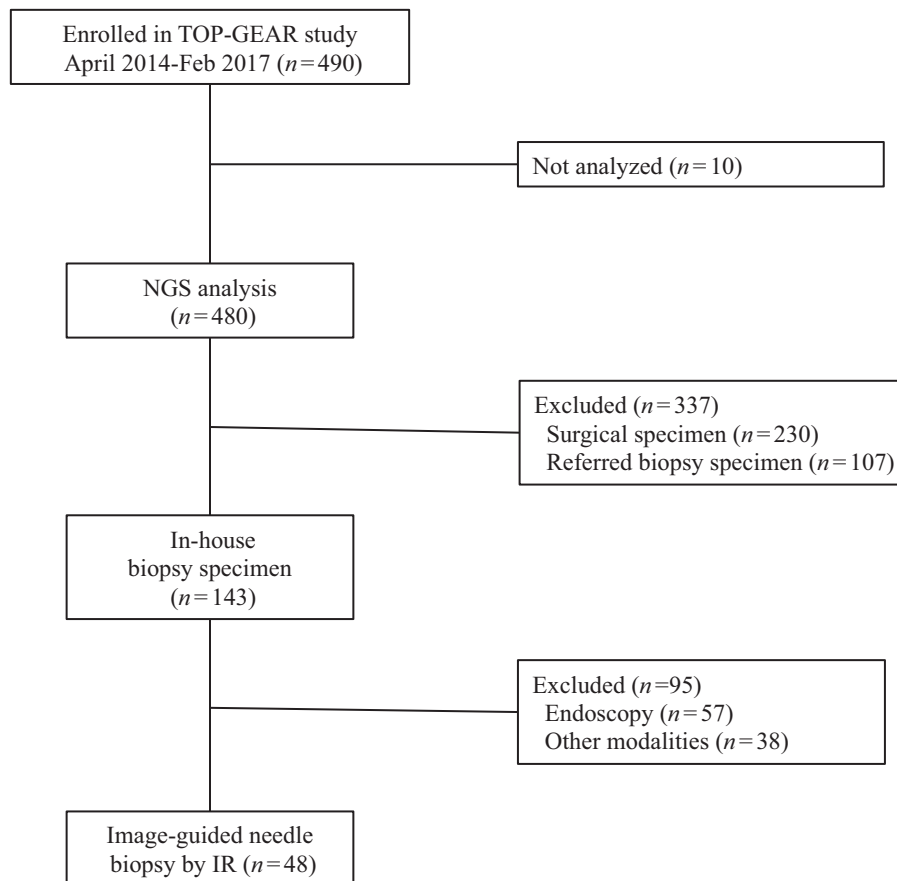 Enrolled in TOP-GEAR study
April 2014-Feb 2017 (n=490)
Not analyzed (n=10)
NGS analysis
(n=480)
Excluded (n=337)
Surgical specimen (n=230)
Referred biopsy specimen (n=107)
In-house
biopsy specimen
(n=143)
Excluded (n=95)
Endoscopy (n=57)
Other modalities (n=38)
Image-guided needle
biopsy by IR (n=48)